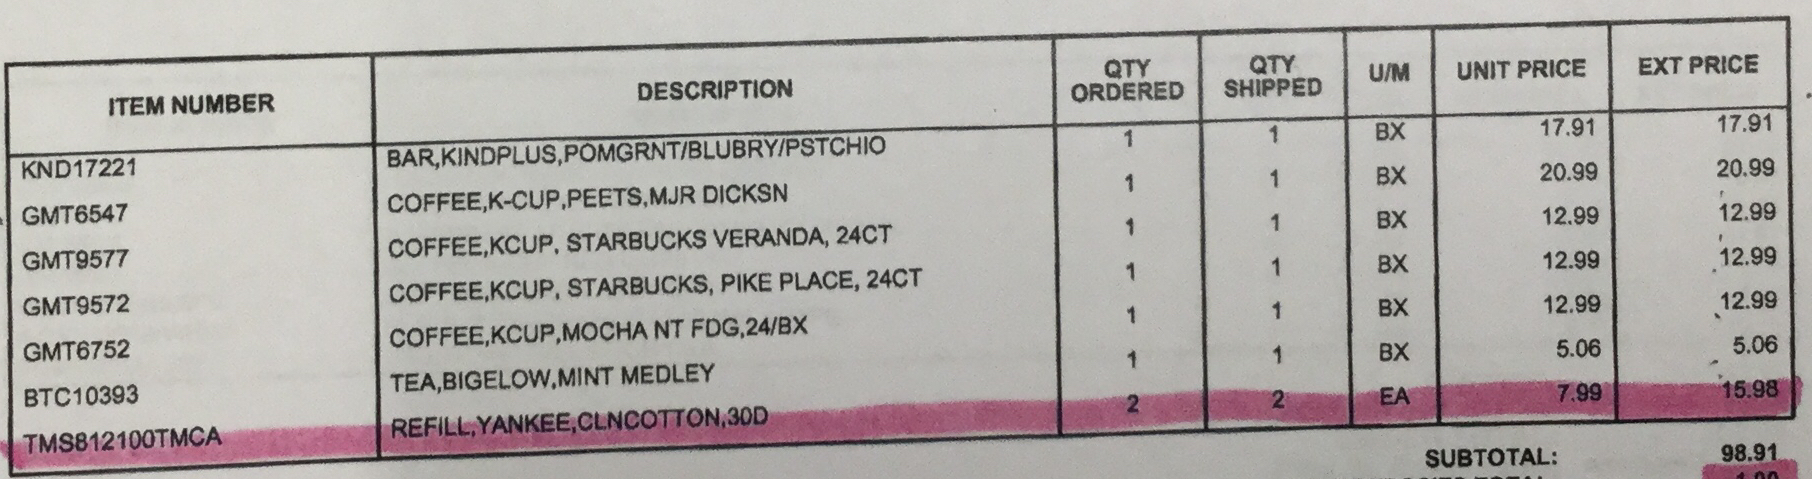 ITEM NUMBER DESCRIPTION QTY ORDERED QTY SHIPPED U/M UNIT PRICE EXT PRICE
KND17221 BAR,KINDPLUS,POMGRNT/BLUBRY/PSTCHIO 1 1 BX 17.91 17.91
GMT6547 COFFEE,K-CUP,PEETS,MJR DICKSN 1 1 BX 20.99 20.99
GMT9577 COFFEE,KCUP, STARBUCKS VERANDA, 24CT 1 1 BX 12.99 12.99
GMT9572 COFFEE,KCUP, STARBUCKS, PIKE PLACE, 24CT 1 1 BX 12.99 12.99
GMT6752 COFFEE,KCUP,MOCHA NT FDG,24/BX 1 1 BX 12.99 12.99
BTC10393 TEA,BIGELOW,MINT MEDLEY 1 1 BX 5.06 5.06
TMS812100TMCA REFILL,YANKEE,CLNCOTTON,30D 2 2 EA 7.99 15.98
SUBTOTAL: 98.91